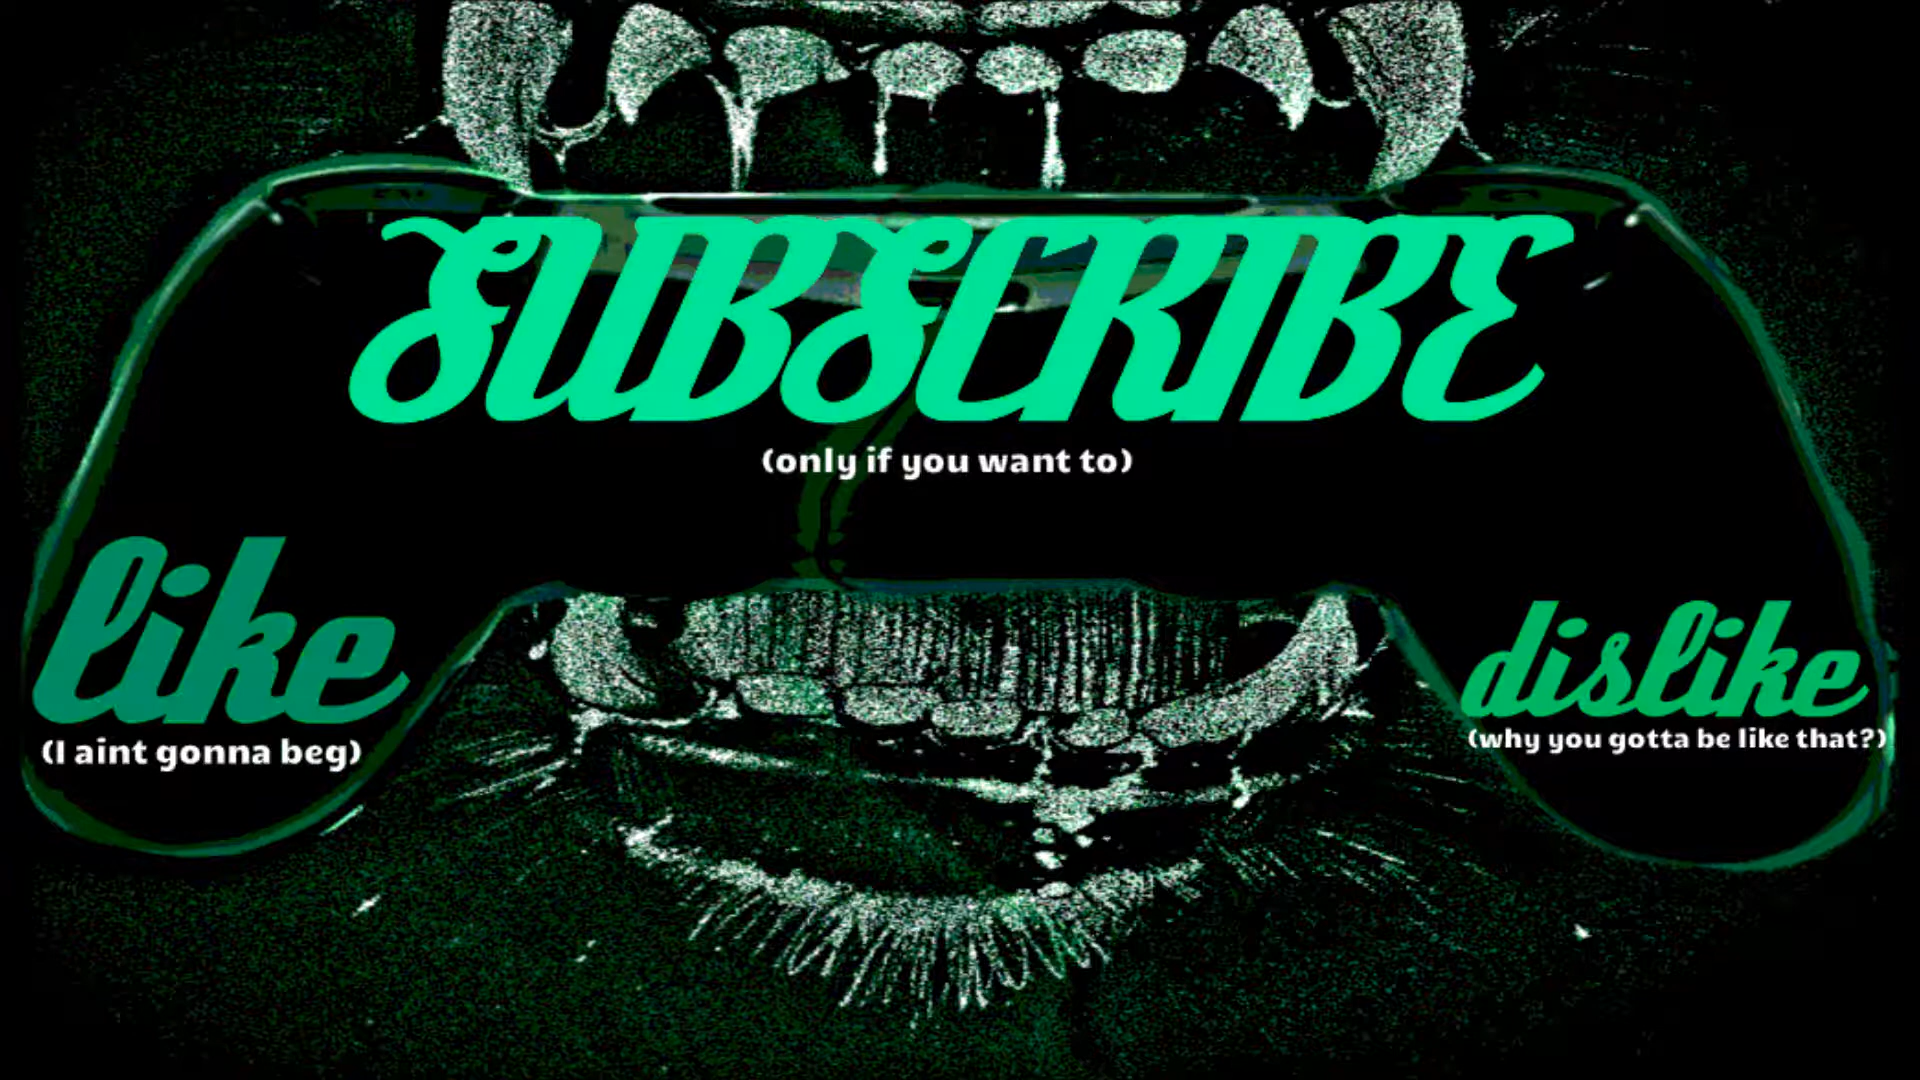 SUBSCRIBE
(only if you want to)
like
(I aint gonna beg)
dislike
(why you gotta be like that?)